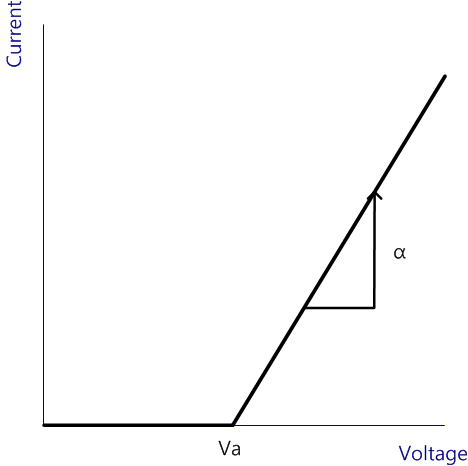 Current
α
Va
Voltage